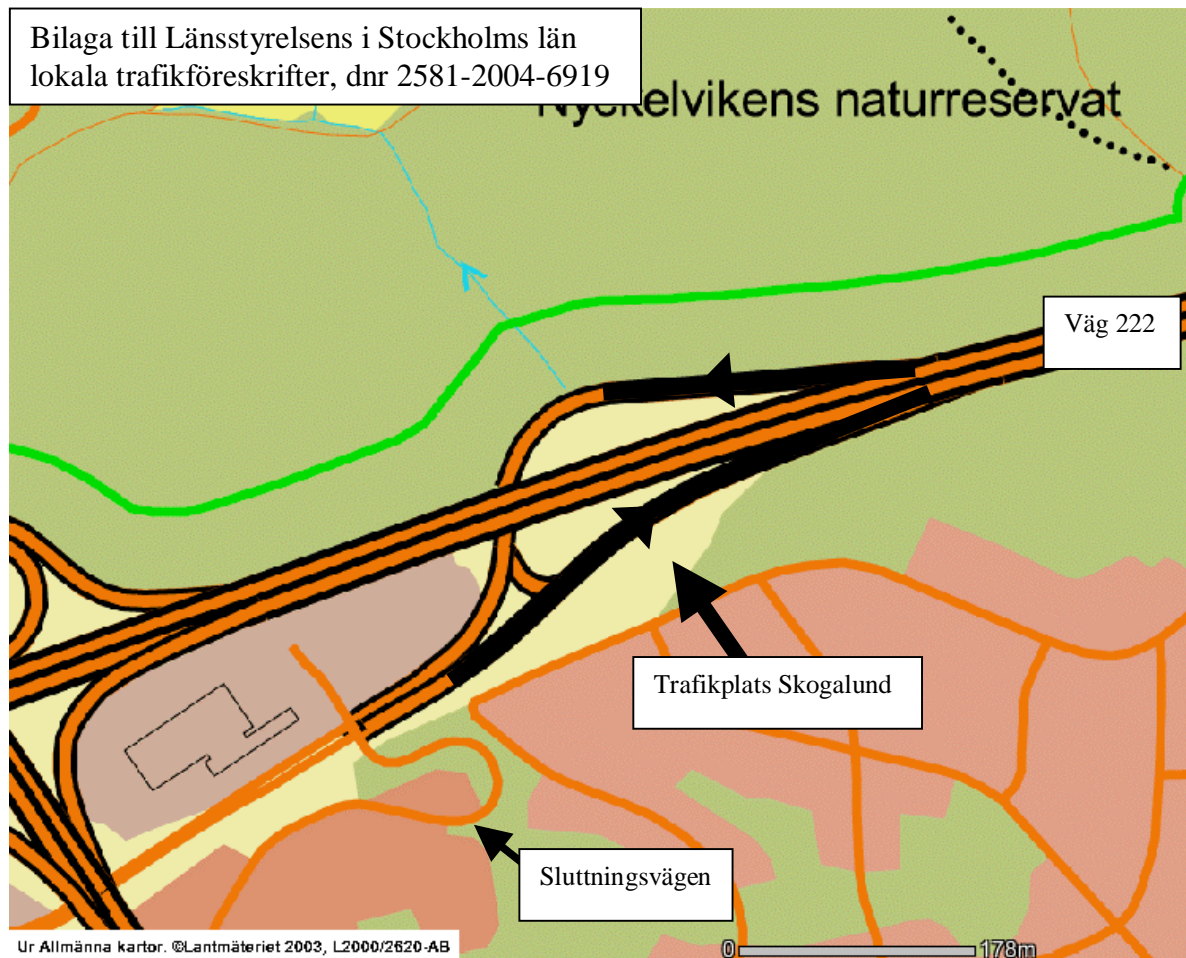 Bilaga till Länsstyrelsens i Stockholms län
lokala trafikföreskrifter, dnr 2581-2004-6919
Nyckelvikens naturreservat
Väg 222
Trafikplats Skogalund
Sluttningsvägen
Ur Allmänna kartor. ©Lantmäteriet 2003, L2000/2620-AB
0 178m